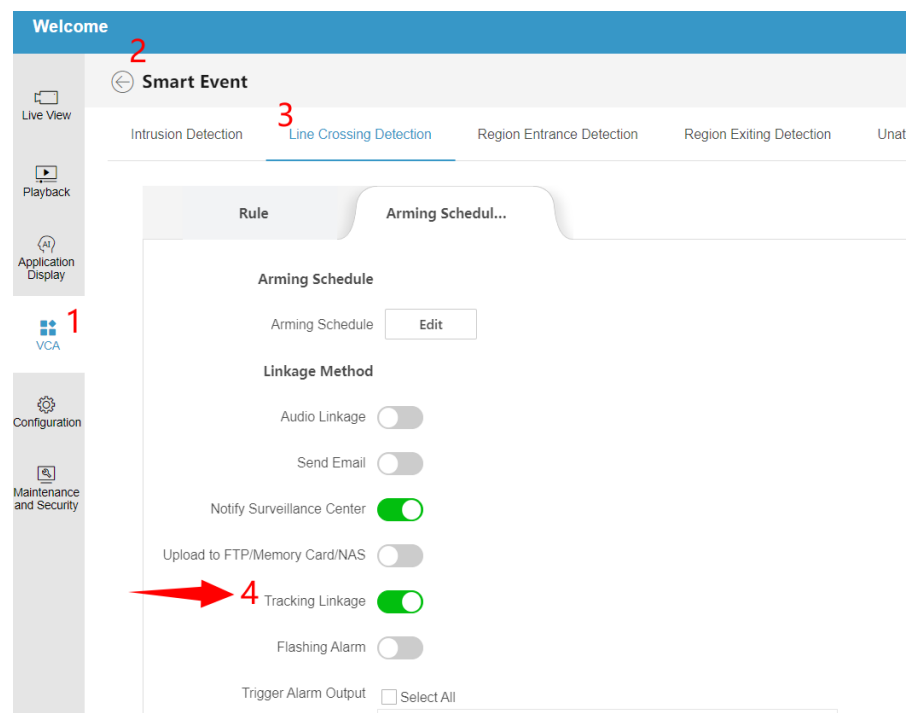 Welcome
2
Smart Event
Live View
3
Intrusion Detection
Line Crossing Detection
Region Entrance Detection
Region Exiting Detection
Unat
Playback
Rule
Arming Schedul...
AI
Application
Display
Arming Schedule
1
VCA
Arming Schedule
Edit
Linkage Method
Configuration
Audio Linkage
Send Email
Maintenance
and Security
Notify Surveillance Center
Upload to FTP/Memory Card/NAS
4
Tracking Linkage
Flashing Alarm
Trigger Alarm Output
Select All